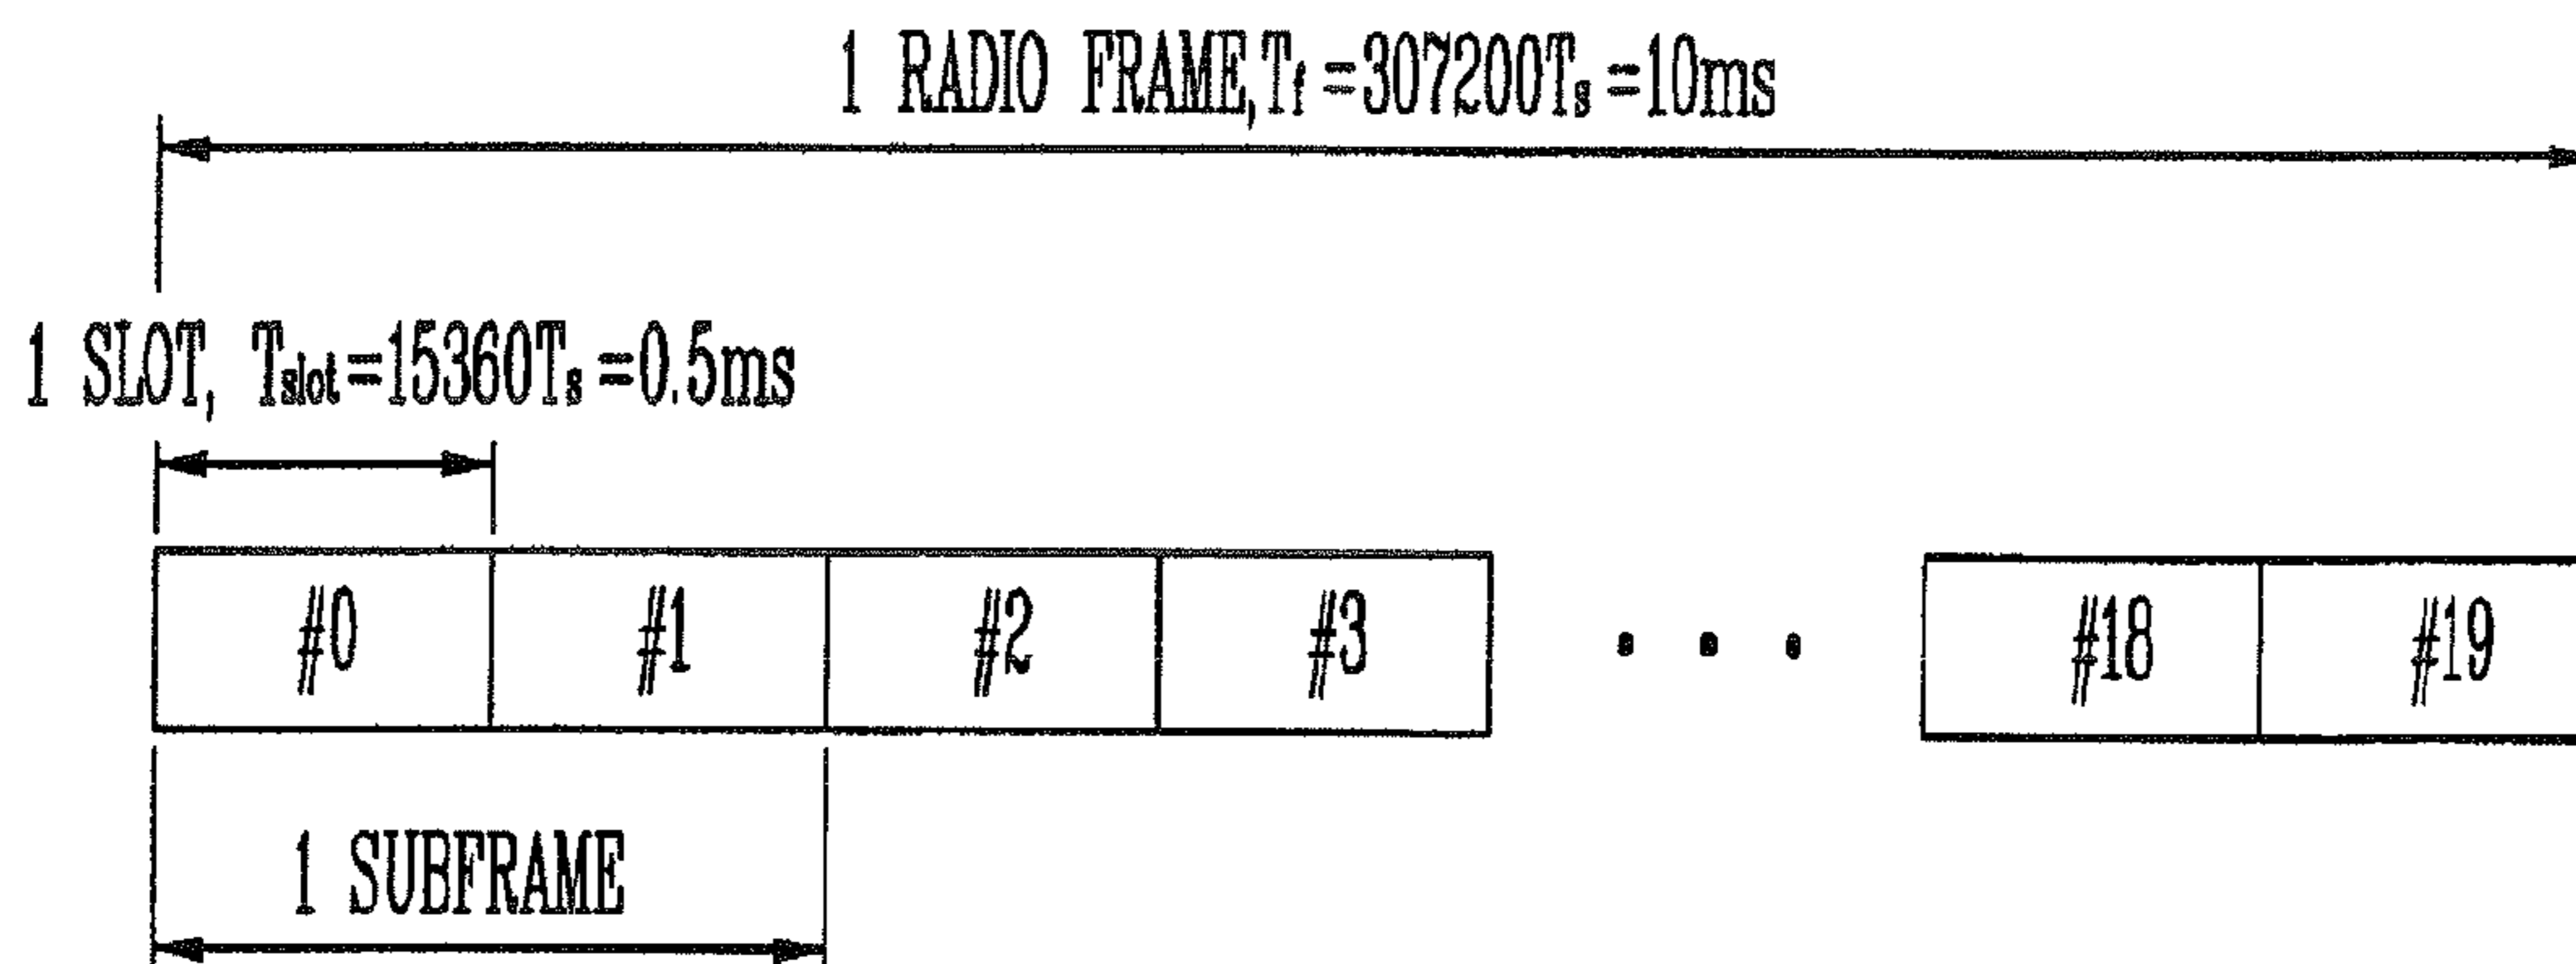 1 RADIO FRAME,Tf=307200Ts=10ms
1 SLOT, Tslot=15360Ts=0.5ms
#0 #1 #2 #3 #18 #19
1 SUBFRAME